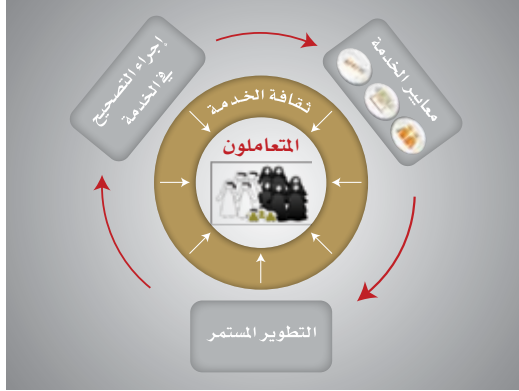 إجراء التصحيح
في الخدمة
معايير الخدمة
ثقافة الخدمة
المتعاملون
التطوير المستمر